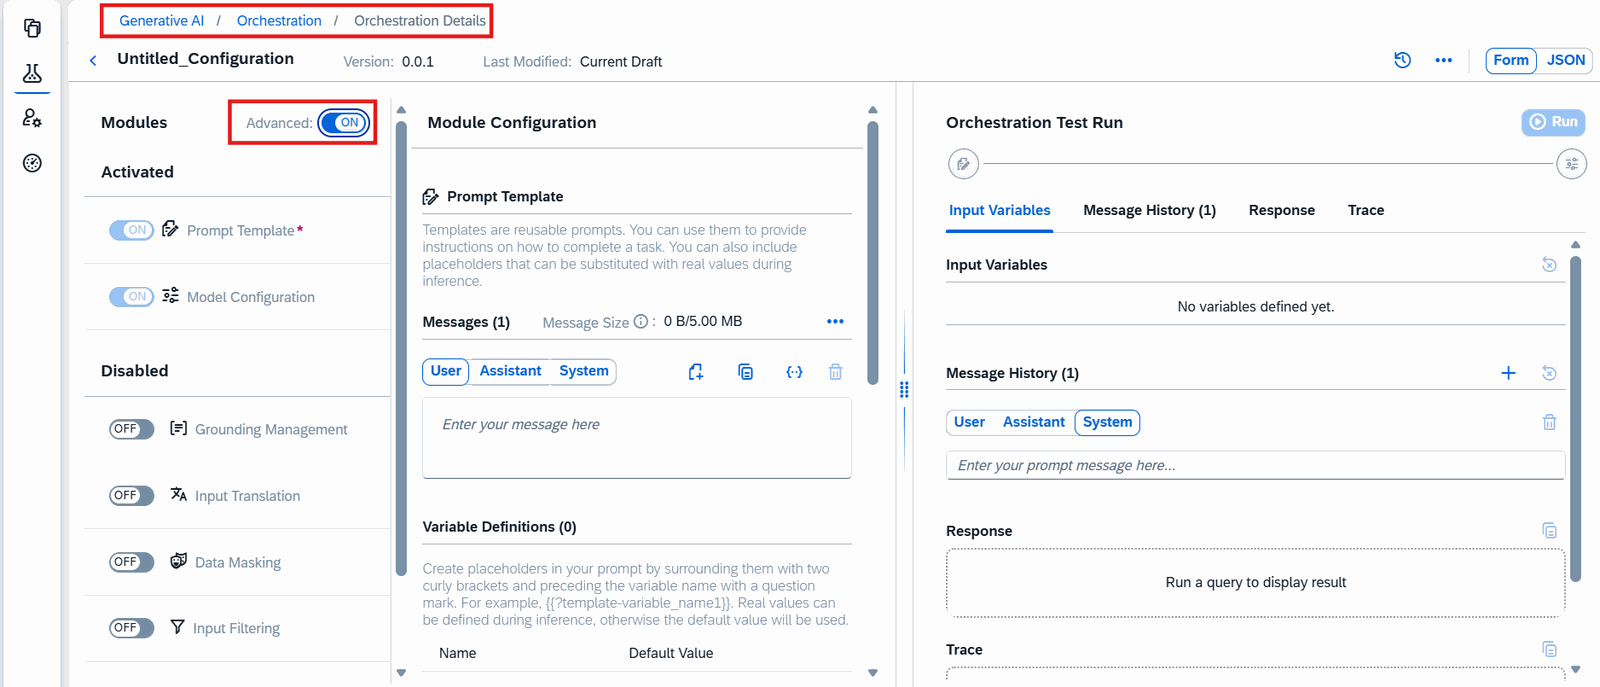 Generative AI / Orchestration / Orchestration Details
Untitled_Configuration Version: 0.0.1 Last Modified: Current Draft
Form JSON
Modules Advanced: ON
Activated
ON Prompt Template*
ON Model Configuration
Disabled
OFF Grounding Management
OFF Input Translation
OFF Data Masking
OFF Input Filtering
Module Configuration
Prompt Template
Templates are reusable prompts. You can use them to provide
instructions on how to complete a task. You can also include
placeholders that can be substituted with real values during
inference.
Messages (1) Message Size : 0 B/5.00 MB
User Assistant System
Enter your message here
Variable Definitions (0)
Create placeholders in your prompt by surrounding them with two
curly brackets and preceding the variable name with a question
mark. For example, {{?template-variable_name1}}. Real values can
be defined during inference, otherwise the default value will be used.
Name Default Value
Orchestration Test Run
Run
Input Variables Message History (1) Response Trace
Input Variables
No variables defined yet.
Message History (1)
User Assistant System
Enter your prompt message here...
Response
Run a query to display result
Trace